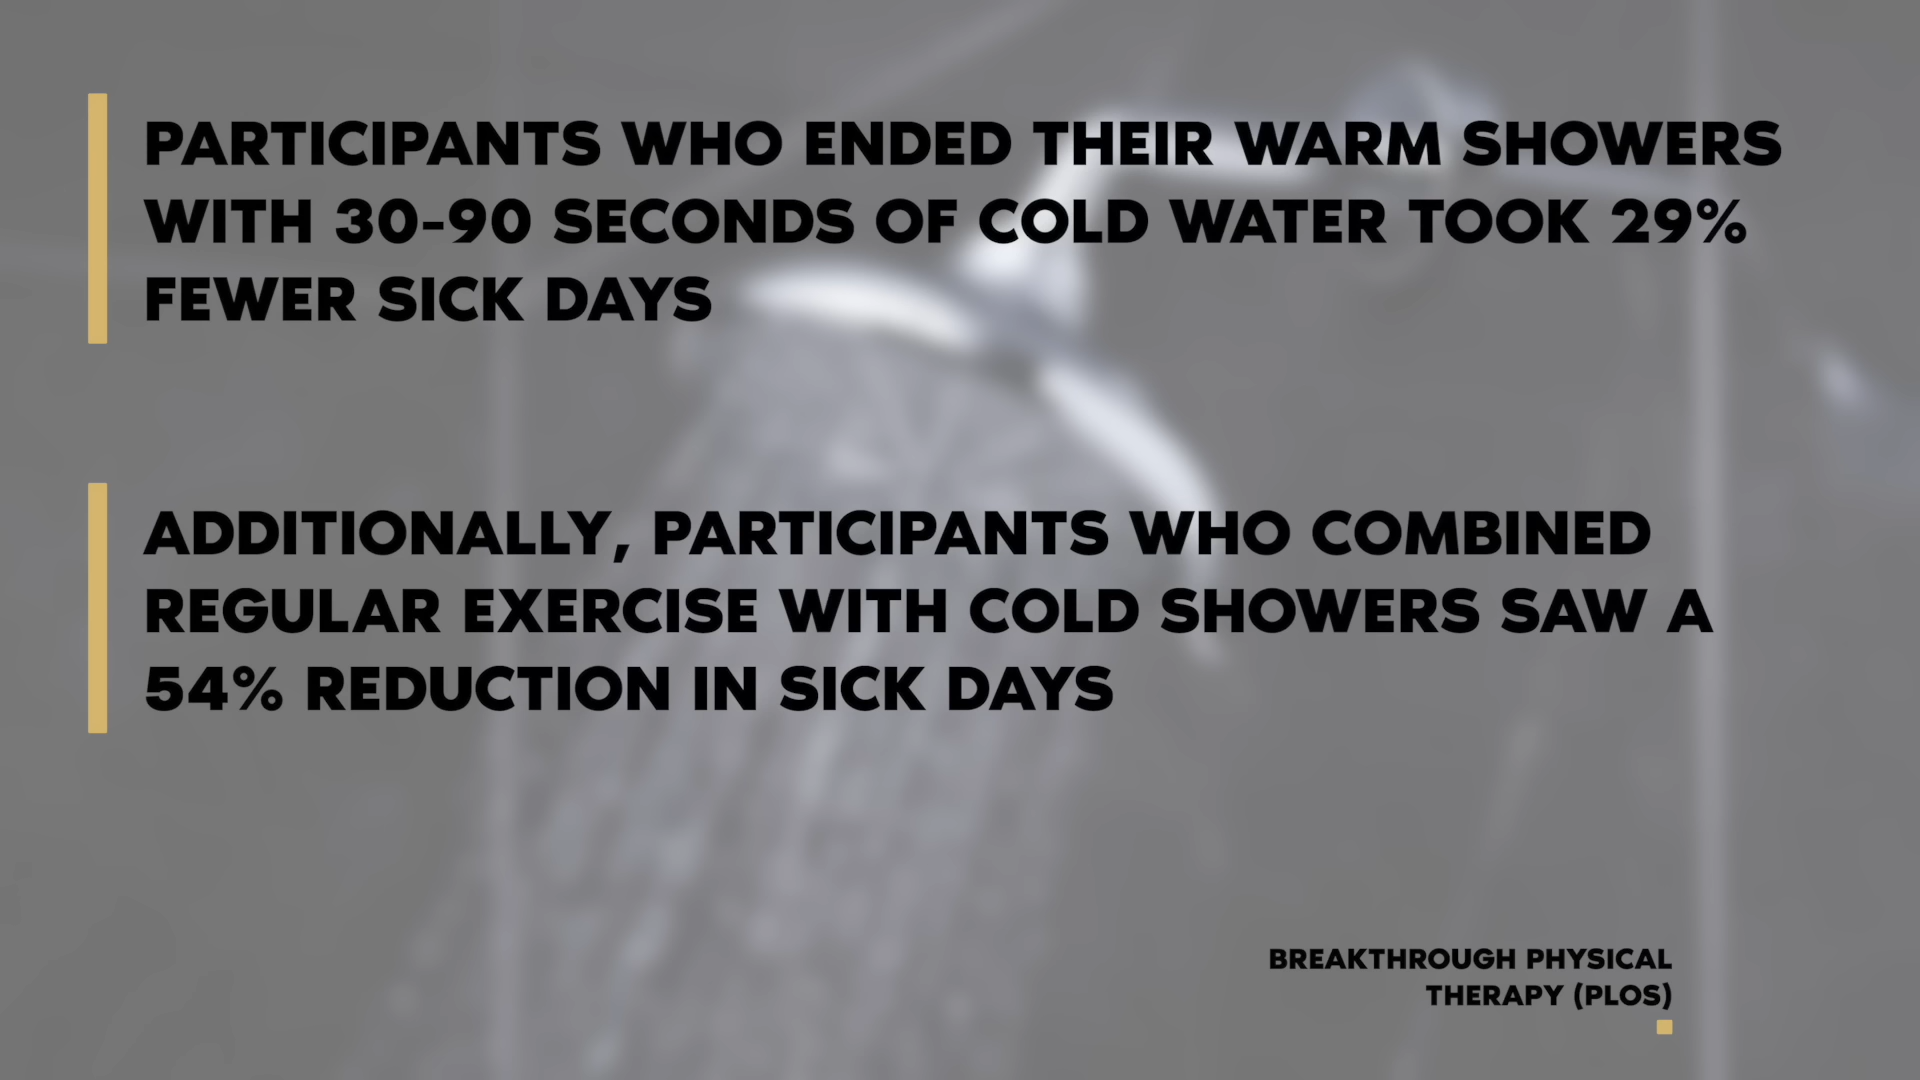 PARTICIPANTS WHO ENDED THEIR WARM SHOWERS
WITH 30-90 SECONDS OF COLD WATER TOOK 29%
FEWER SICK DAYS
ADDITIONALLY, PARTICIPANTS WHO COMBINED
REGULAR EXERCISE WITH COLD SHOWERS SAW A
54% REDUCTION IN SICK DAYS
BREAKTHROUGH PHYSICAL
THERAPY (PLOS)